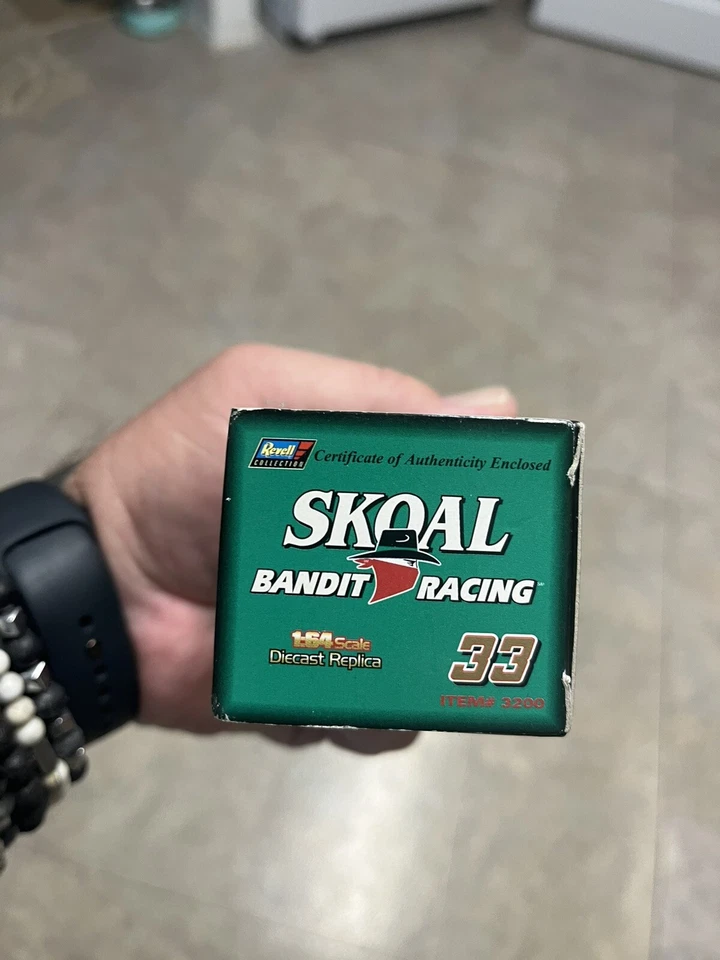 Revell
COLLECTION
Certificate of Authenticity Enclosed
SKOAL
BANDIT RACING
1:64 Scale
Diecast Replica
33
ITEM# 3200